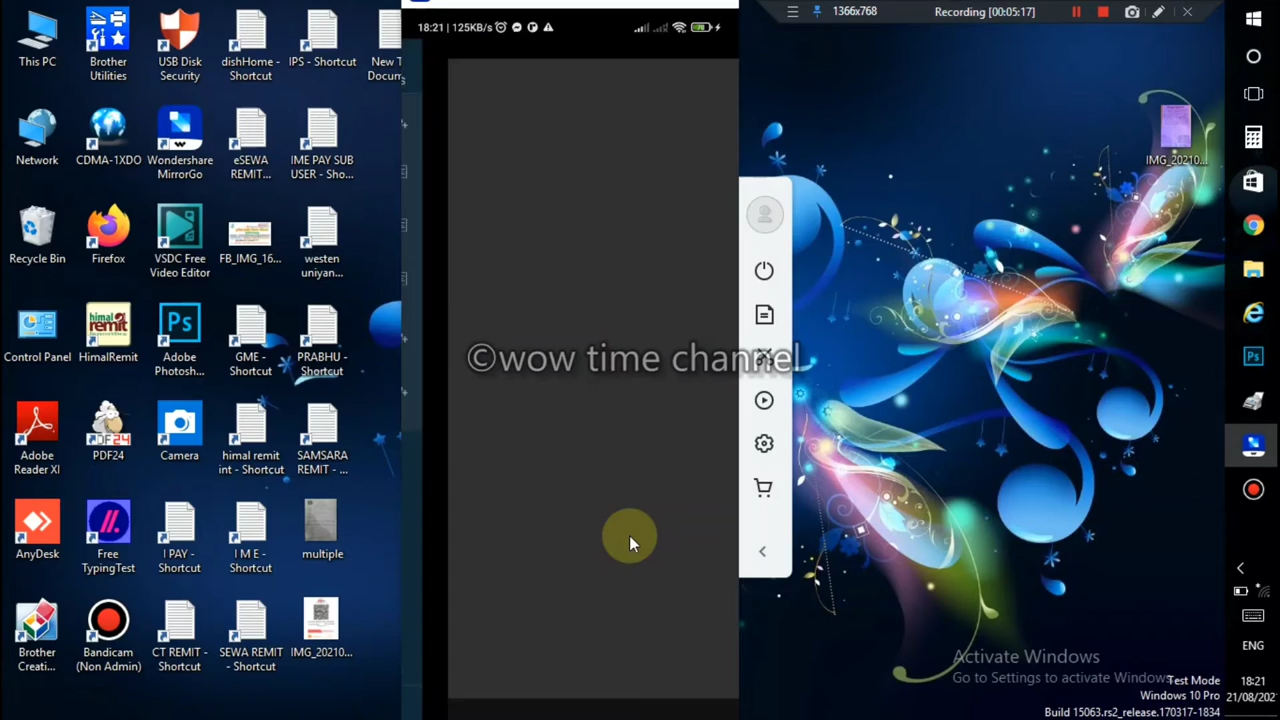 18:21 | 125KB/s
1366x768
Recording [00:05:
This PC
Brother Utilities
USB Disk Security
dishHome - Shortcut
IPS - Shortcut
New T
Docum...
Network
CDMA-1XDO
Wondershare MirrorGo
eSEWA REMIT...
IME PAY SUB USER - Sho...
Recycle Bin
Firefox
VSDC Free Video Editor
FB_IMG_16...
westen uniyan...
Control Panel
himal remit
HimalRemit
Ps
Adobe Photosh...
GME - Shortcut
PRABHU - Shortcut
©wow time channel
Adobe Reader XI
PDF24
Camera
himal remit int - Shortcut
SAMSARA REMIT - ...
AnyDesk
Free TypingTest
I PAY - Shortcut
I M E - Shortcut
multiple
Brother Creati...
Bandicam (Non Admin)
CT REMIT - Shortcut
SEWA REMIT - Shortcut
IMG_20210...
IMG_20210...
Ps
ENG
Activate Windows
Go to Settings to activate Windows.
Test Mode
Windows 10 Pro
Build 15063.rs2_release.170317-1834
18:21
21/08/202